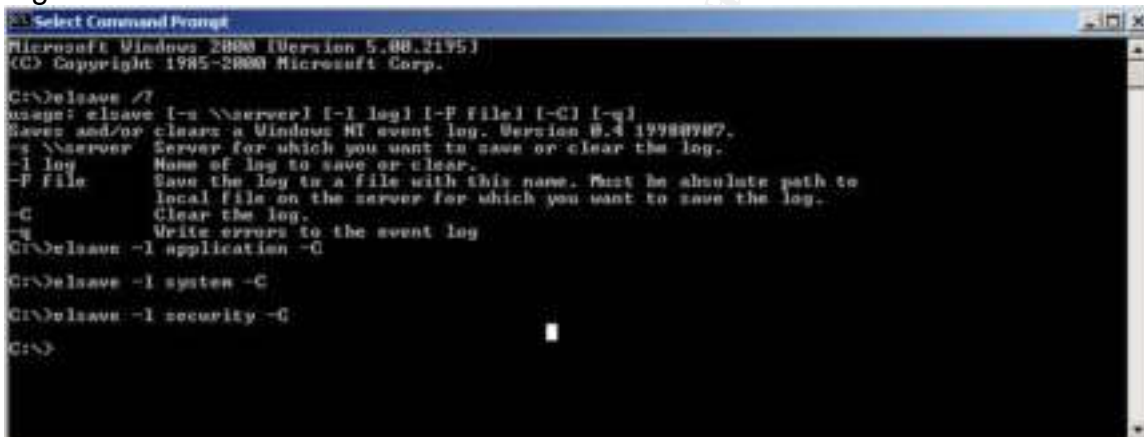 Select Command Prompt
Microsoft Windows 2000 [Version 5.00.2195]
(C) Copyright 1985-2000 Microsoft Corp.
C:\>elsave /?
usage: elsave [-s \\server] [-l log] [-F file] [-C] [-q]
Saves and/or clears a Windows NT event log. Version 0.4 19980907.
-s \\server Server for which you want to save or clear the log.
-l log Name of log to save or clear.
-F file Save the log to a file with this name. Must be absolute path to
local file on the server for which you want to save the log.
-C Clear the log.
-q Write errors to the event log
C:\>elsave -l application -C
C:\>elsave -l system -C
C:\>elsave -l security -C
C:\>